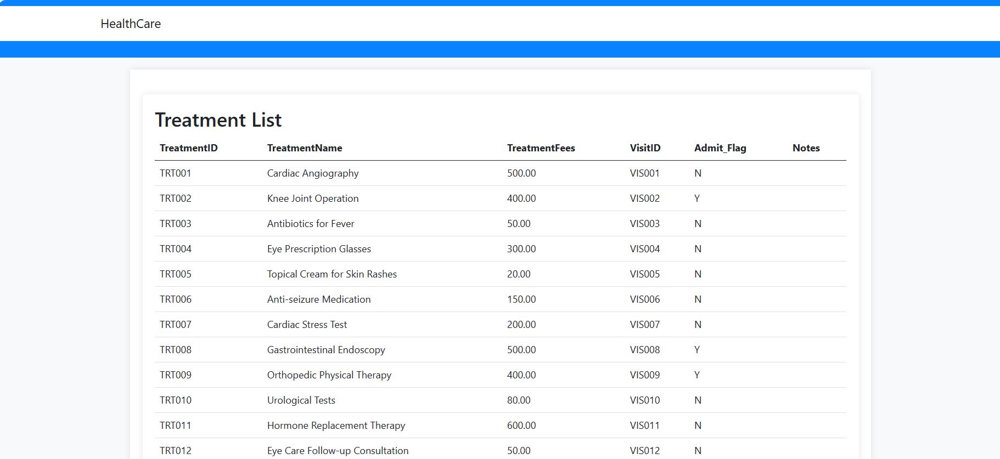 HealthCare
Treatment List
TreatmentID TreatmentName TreatmentFees VisitID Admit_Flag Notes
TRT001 Cardiac Angiography 500.00 VIS001 N
TRT002 Knee Joint Operation 400.00 VIS002 Y
TRT003 Antibiotics for Fever 50.00 VIS003 N
TRT004 Eye Prescription Glasses 300.00 VIS004 N
TRT005 Topical Cream for Skin Rashes 20.00 VIS005 N
TRT006 Anti-seizure Medication 150.00 VIS006 N
TRT007 Cardiac Stress Test 200.00 VIS007 N
TRT008 Gastrointestinal Endoscopy 500.00 VIS008 Y
TRT009 Orthopedic Physical Therapy 400.00 VIS009 Y
TRT010 Urological Tests 80.00 VIS010 N
TRT011 Hormone Replacement Therapy 600.00 VIS011 N
TRT012 Eye Care Follow-up Consultation 50.00 VIS012 N